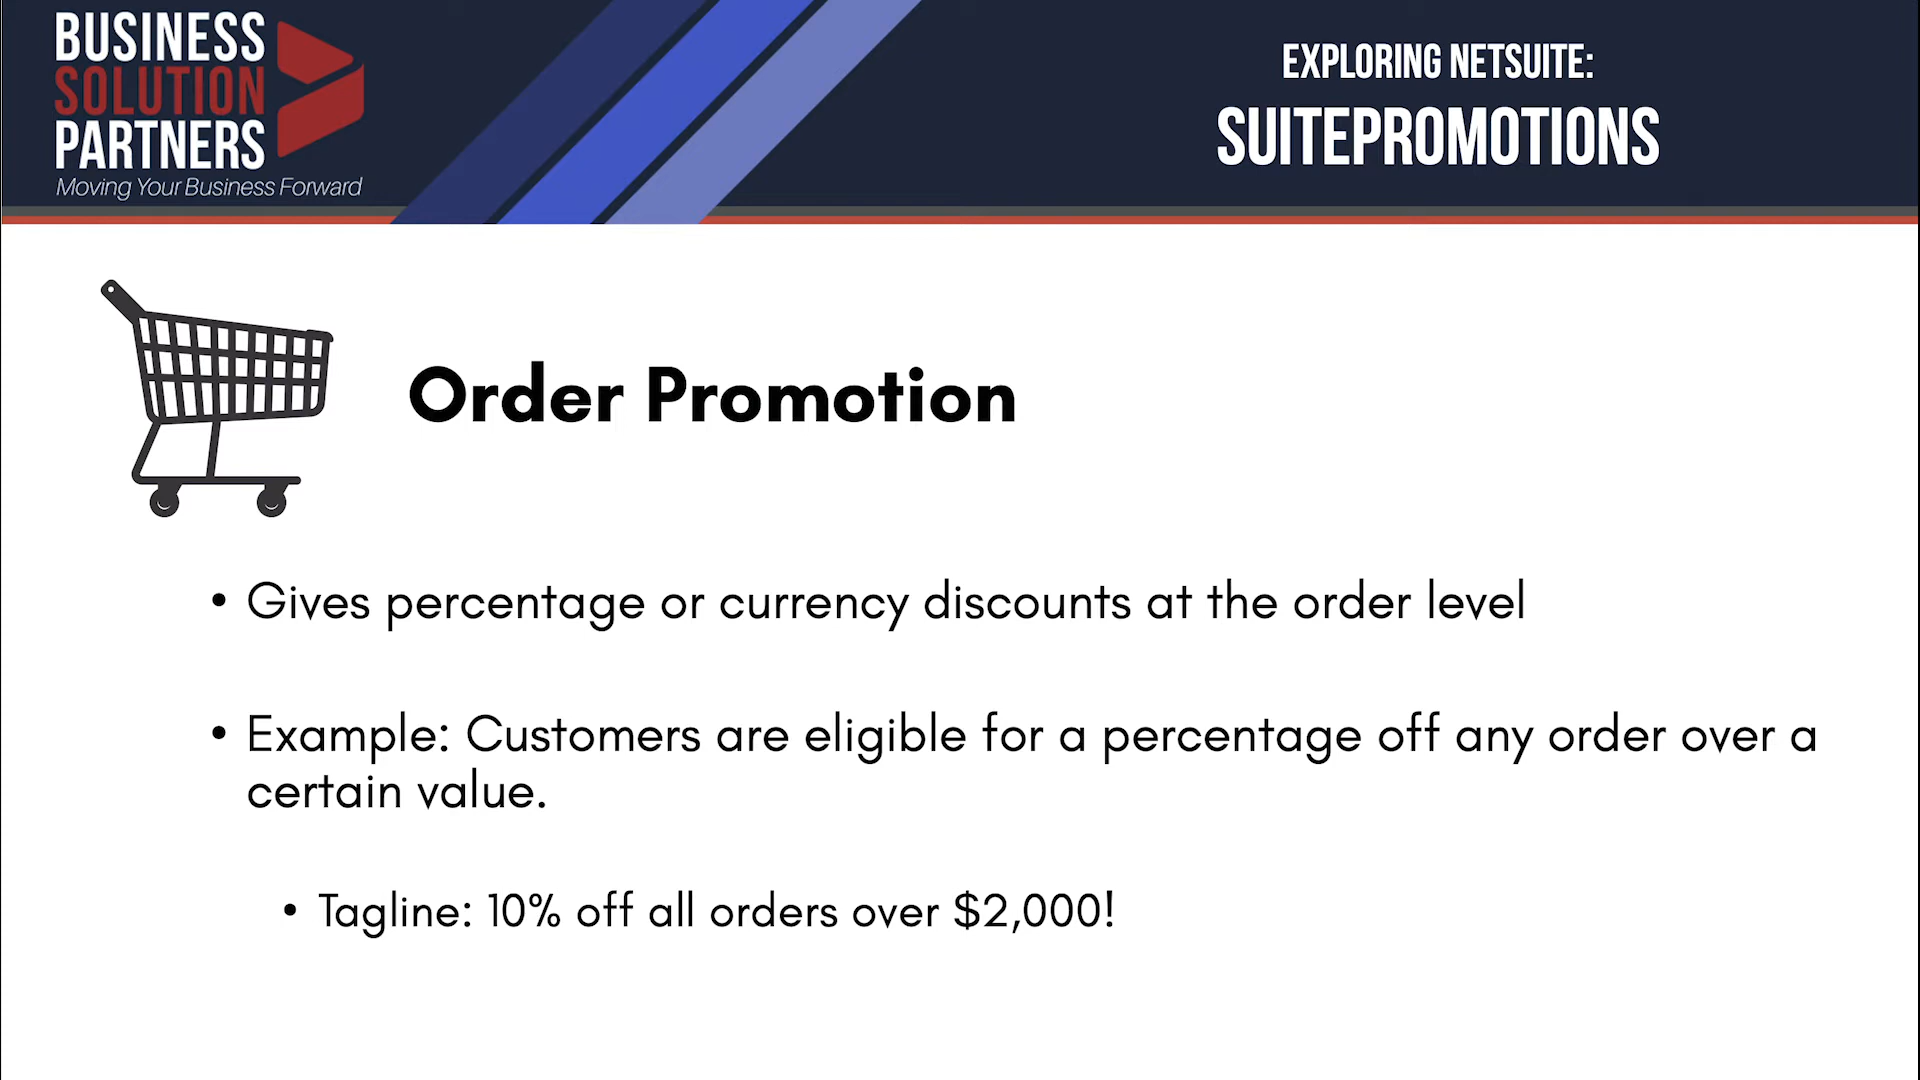 BUSINESS
SOLUTION
PARTNERS
Moving Your Business Forward
EXPLORING NETSUITE:
SUITEPROMOTIONS
Order Promotion
• Gives percentage or currency discounts at the order level
• Example: Customers are eligible for a percentage off any order over a
certain value.
• Tagline: 10% off all orders over $2,000!